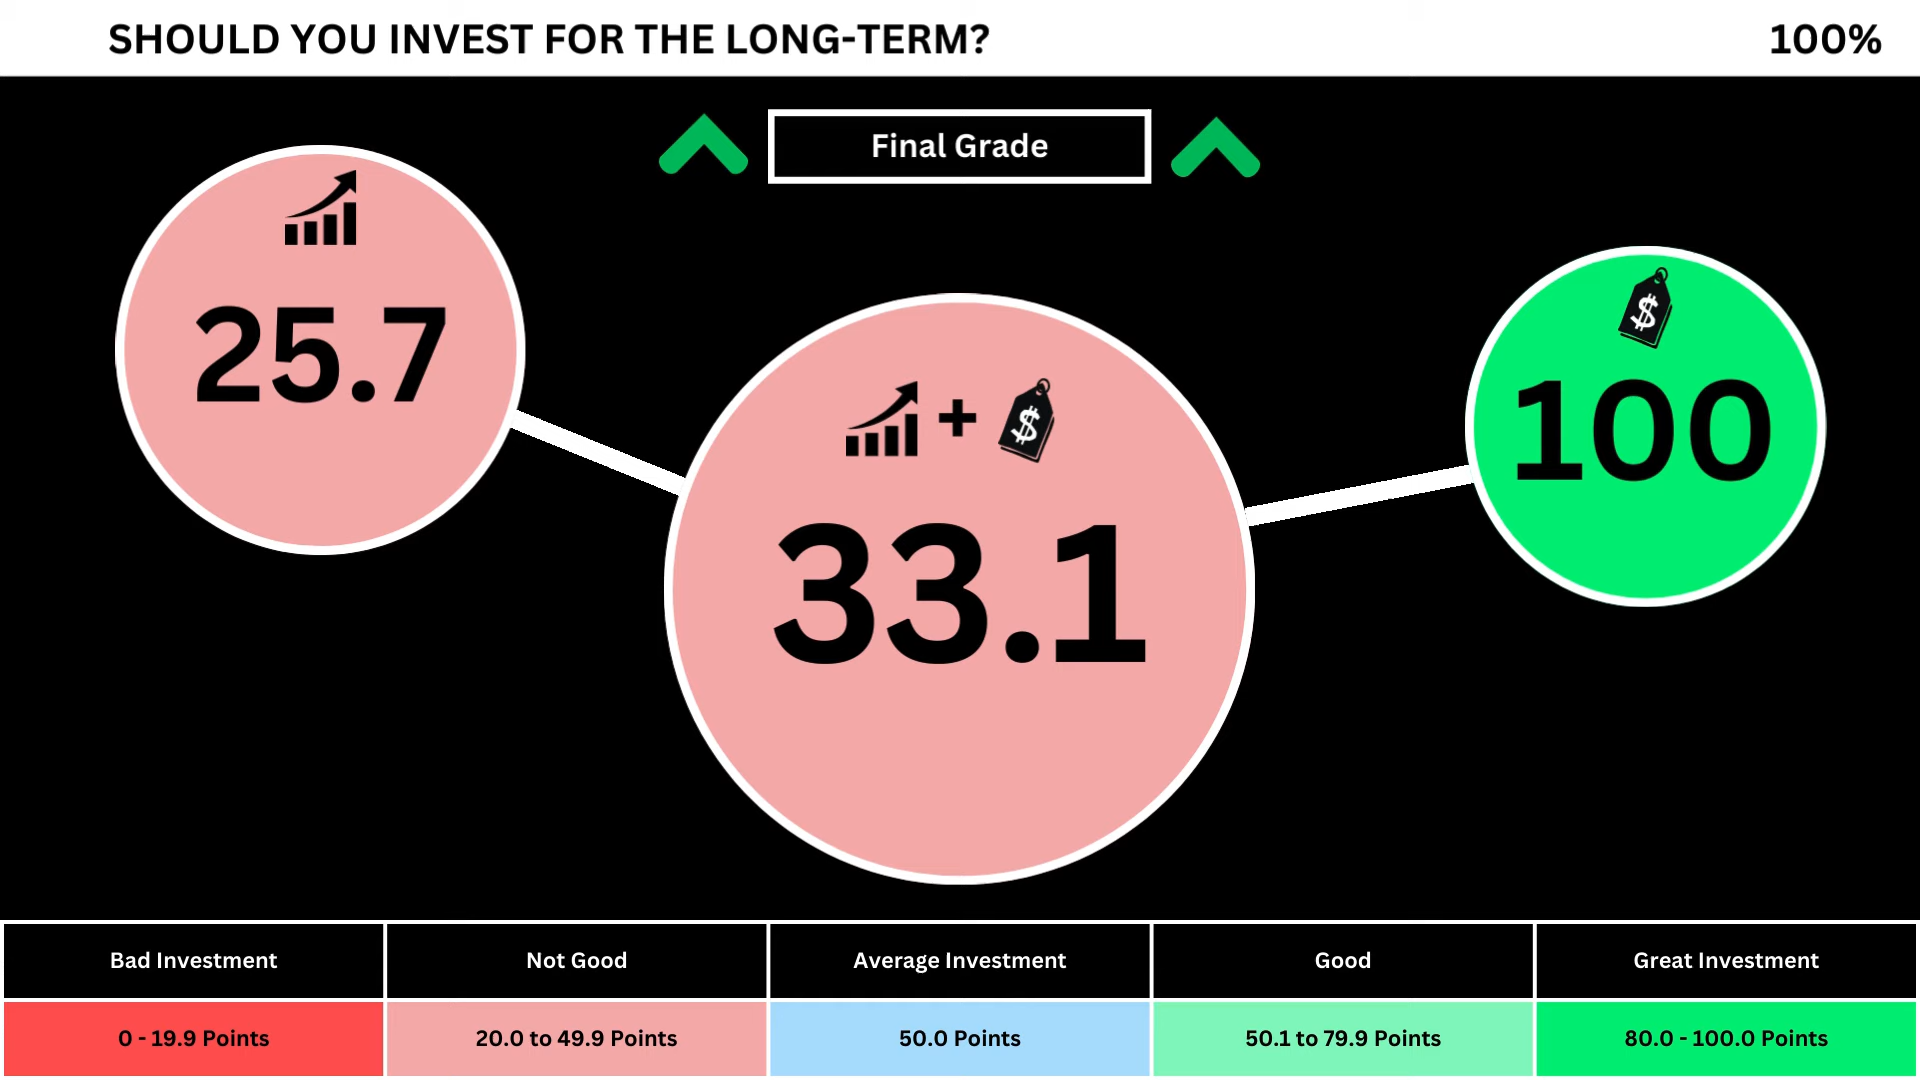 SHOULD YOU INVEST FOR THE LONG-TERM?
100%
Final Grade
25.7
$
+
$
33.1
$
100
Bad Investment
Not Good
Average Investment
Good
Great Investment
0 - 19.9 Points
20.0 to 49.9 Points
50.0 Points
50.1 to 79.9 Points
80.0 - 100.0 Points